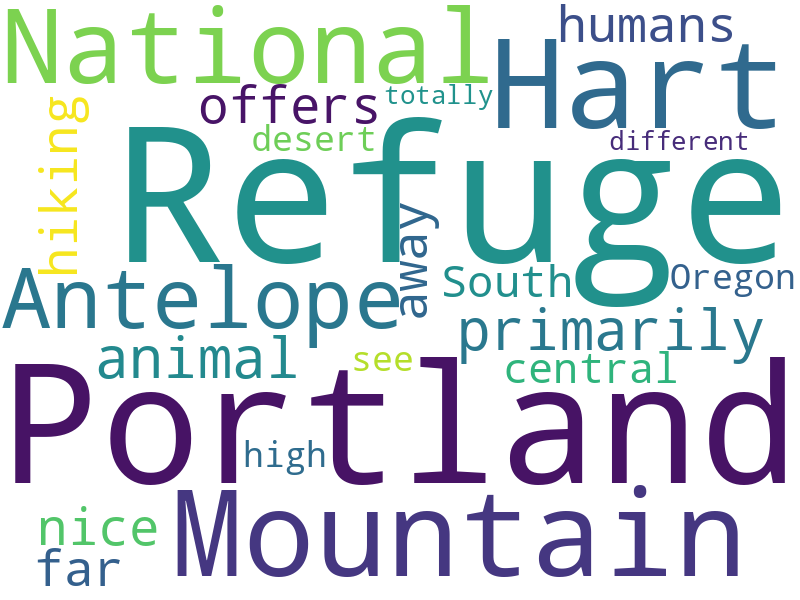 National
humans
Hart
offers
totally
hiking
desert
different
Refuge
away
Antelope
South
Oregon
primarily
animal
see
central
Portland
high
Mountain
nice
far